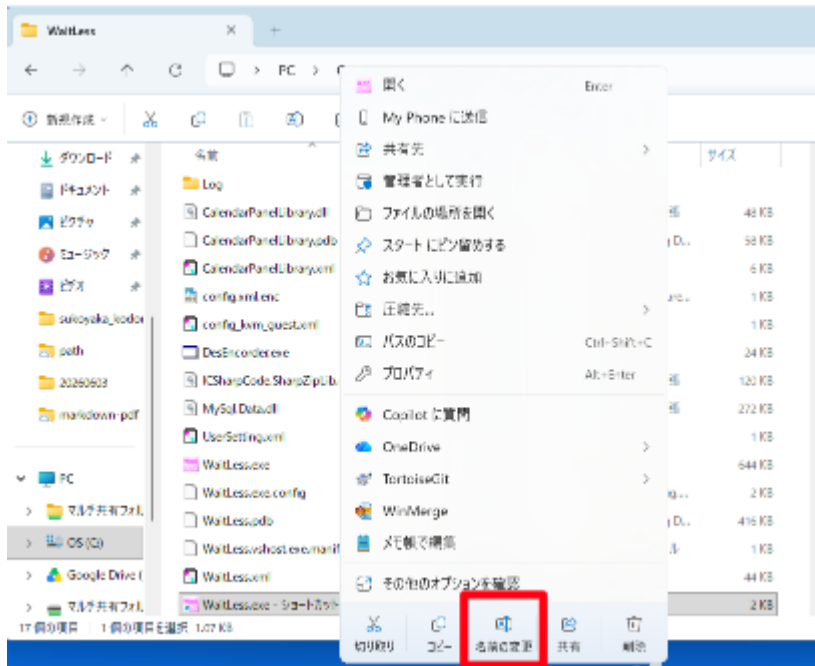 WaitLess
PC
新規作成
ダウンロード
ドキュメント
ピクチャ
ミュージック
ビデオ
path
markdown-pdf
PC
OS (C:)
Google Drive (
名前
サイズ
Log
CalendarPanelLibrary.dll
48 KB
CalendarPanelLibrary.pdb
58 KB
CalendarPanelLibrary.xml
6 KB
config.xml.enc
1 KB
config_kvm_guest.xml
1 KB
DesEncorder.exe
24 KB
ICSharpCode.SharpZipLib.
120 KB
MySql.Data.dll
272 KB
UserSetting.xml
1 KB
WaitLess.exe
644 KB
WaitLess.exe.config
2 KB
WaitLess.pdb
416 KB
WaitLess.vshost.exe.manif
1 KB
WaitLess.xml
44 KB
WaitLess.exe - ショートカット
2 KB
開く Enter
My Phone に送信
共有先
管理者として実行
ファイルの場所を開く
スタート にピン留めする
お気に入りに追加
圧縮先...
パスのコピー Ctrl+Shift+C
プロパティ Alt+Enter
Copilot に質問
OneDrive
TortoiseGit
WinMerge
メモ帳で編集
その他のオプションを確認
切り取り コピー 名前の変更 共有 削除
17 個の項目 1 個の項目を選択 1.07 KB